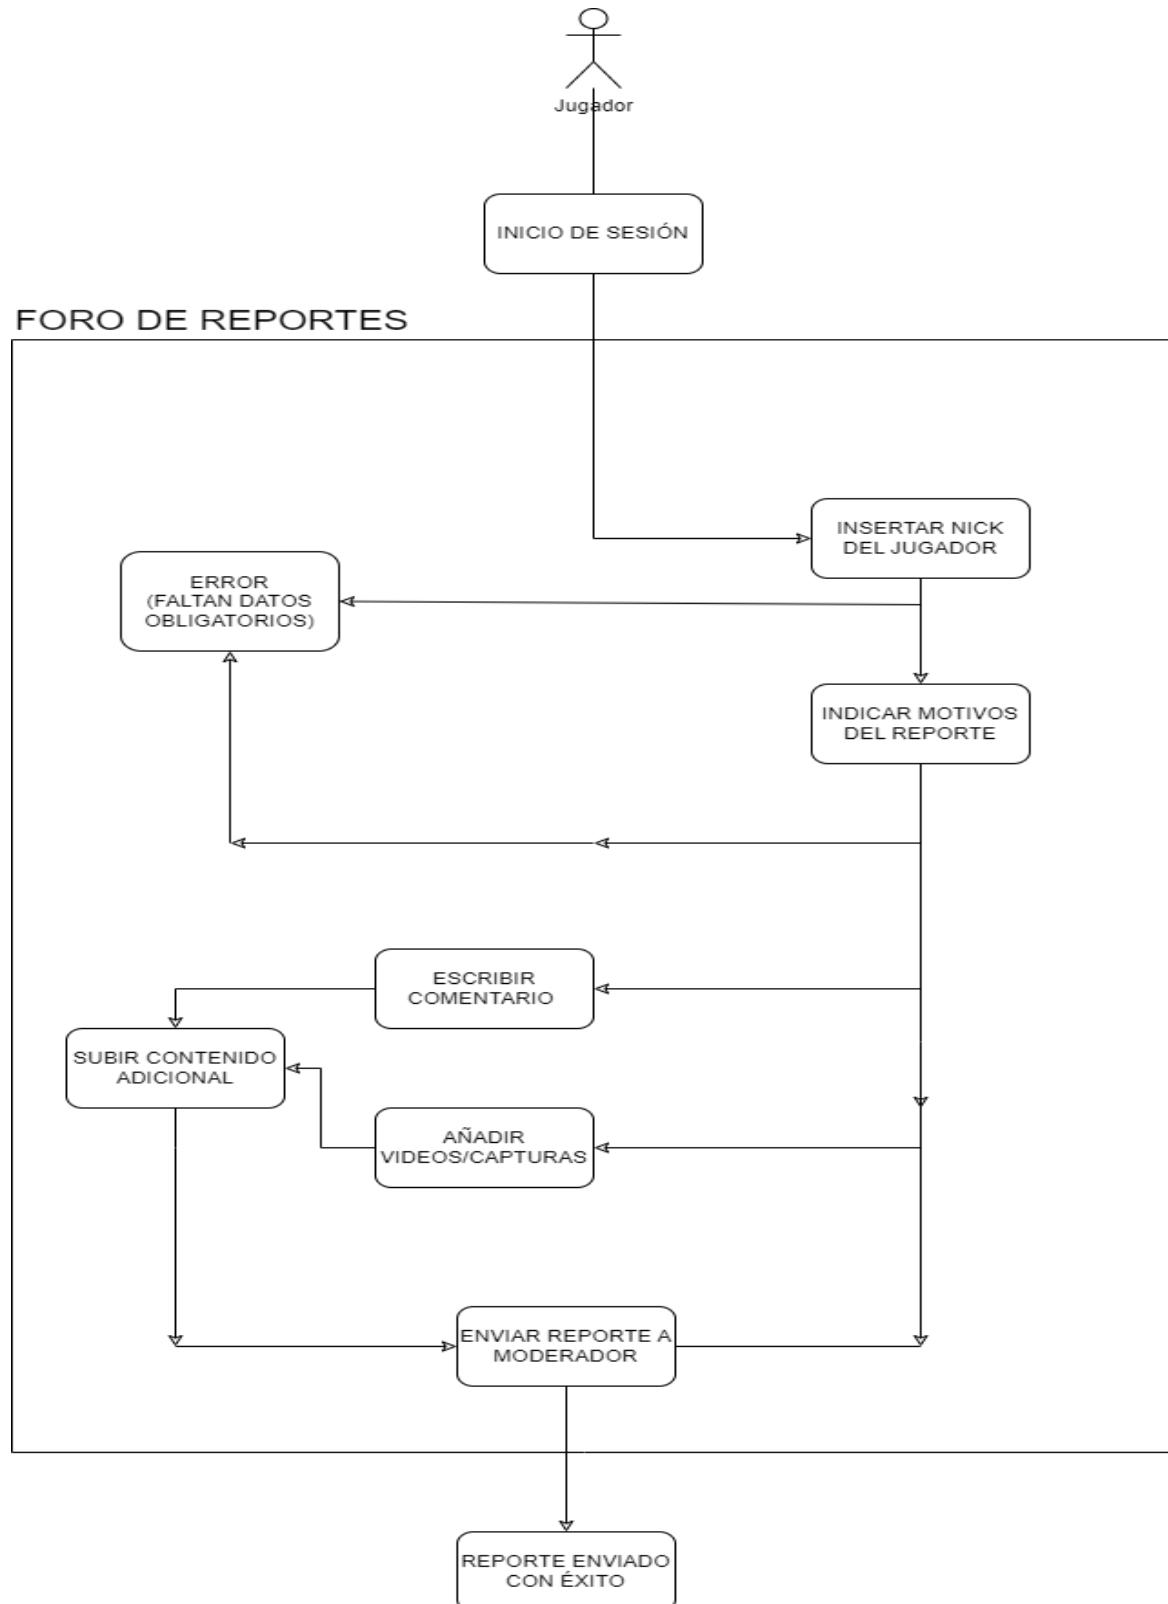 Jugador
INICIO DE SESIÓN
FORO DE REPORTES
INSERTAR NICK
DEL JUGADOR
ERROR
(FALTAN DATOS
OBLIGATORIOS)
INDICAR MOTIVOS
DEL REPORTE
ESCRIBIR
COMENTARIO
SUBIR CONTENIDO
ADICIONAL
AÑADIR
VIDEOS/CAPTURAS
ENVIAR REPORTE A
MODERADOR
REPORTE ENVIADO
CON ÉXITO